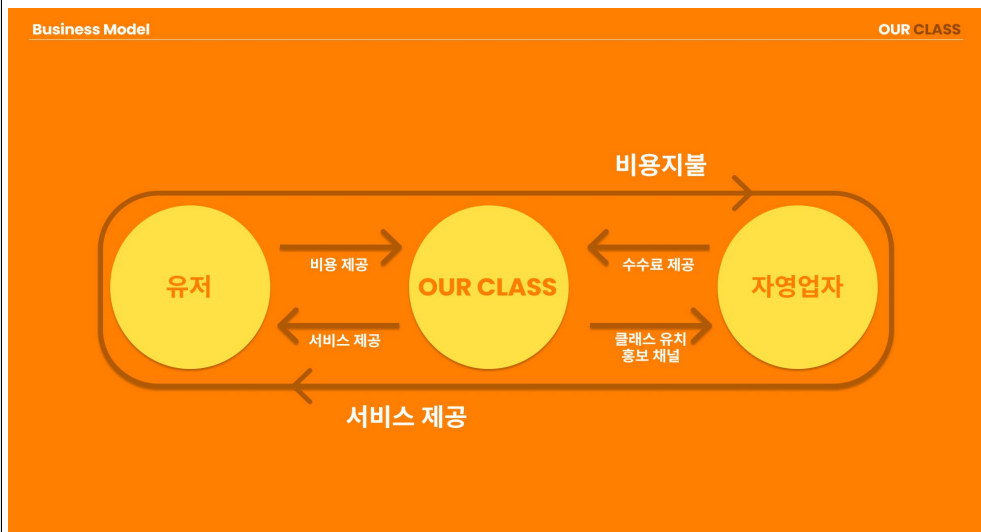 Business Model
OUR CLASS
비용지불
비용 제공
수수료 제공
유저
OUR CLASS
자영업자
서비스 제공
클래스 유치
홍보 채널
서비스 제공